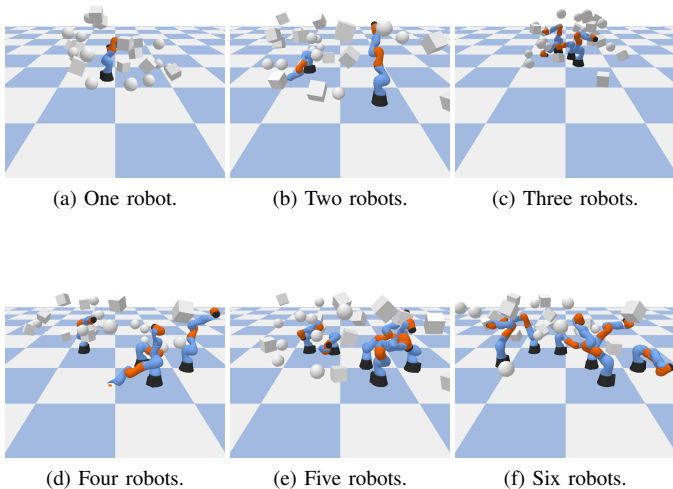 (a) One robot.
(b) Two robots.
(c) Three robots.
(d) Four robots.
(e) Five robots.
(f) Six robots.